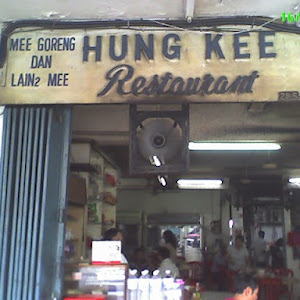 MEE GORENG
DAN
LAIN2 MEE
HUNG KEE
Restaurant